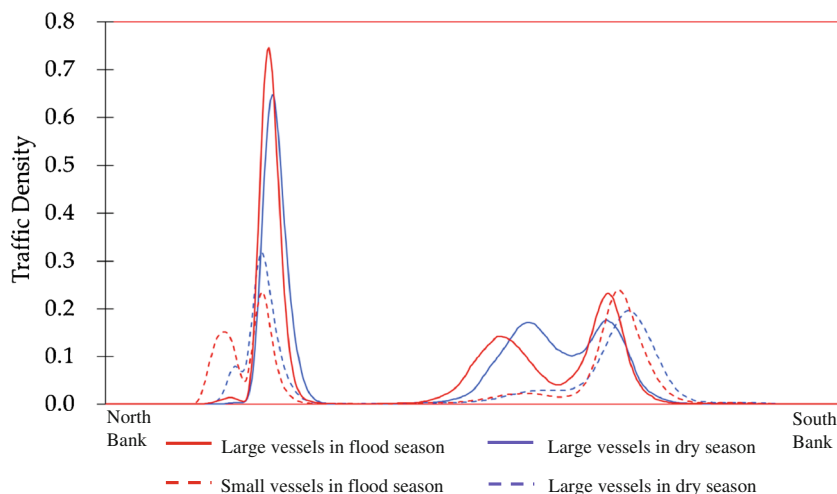 0.8
0.7
0.6
0.5
0.4
0.3
0.2
0.1
0.0
Traffic Density
North
Bank
South
Bank
Large vessels in flood season
Large vessels in dry season
Small vessels in flood season
Large vessels in dry season